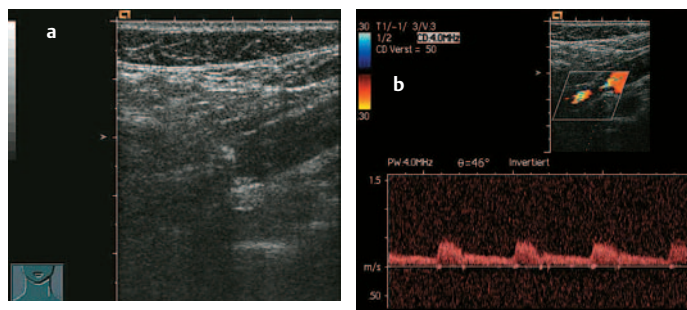 a
30
T1/-1/ 3/V:3
1/2 CD:4.0MHz
CD Verst = 50
b
30
PW:4.0MHz θ=46° Invertiert
1.5
m/s
.50